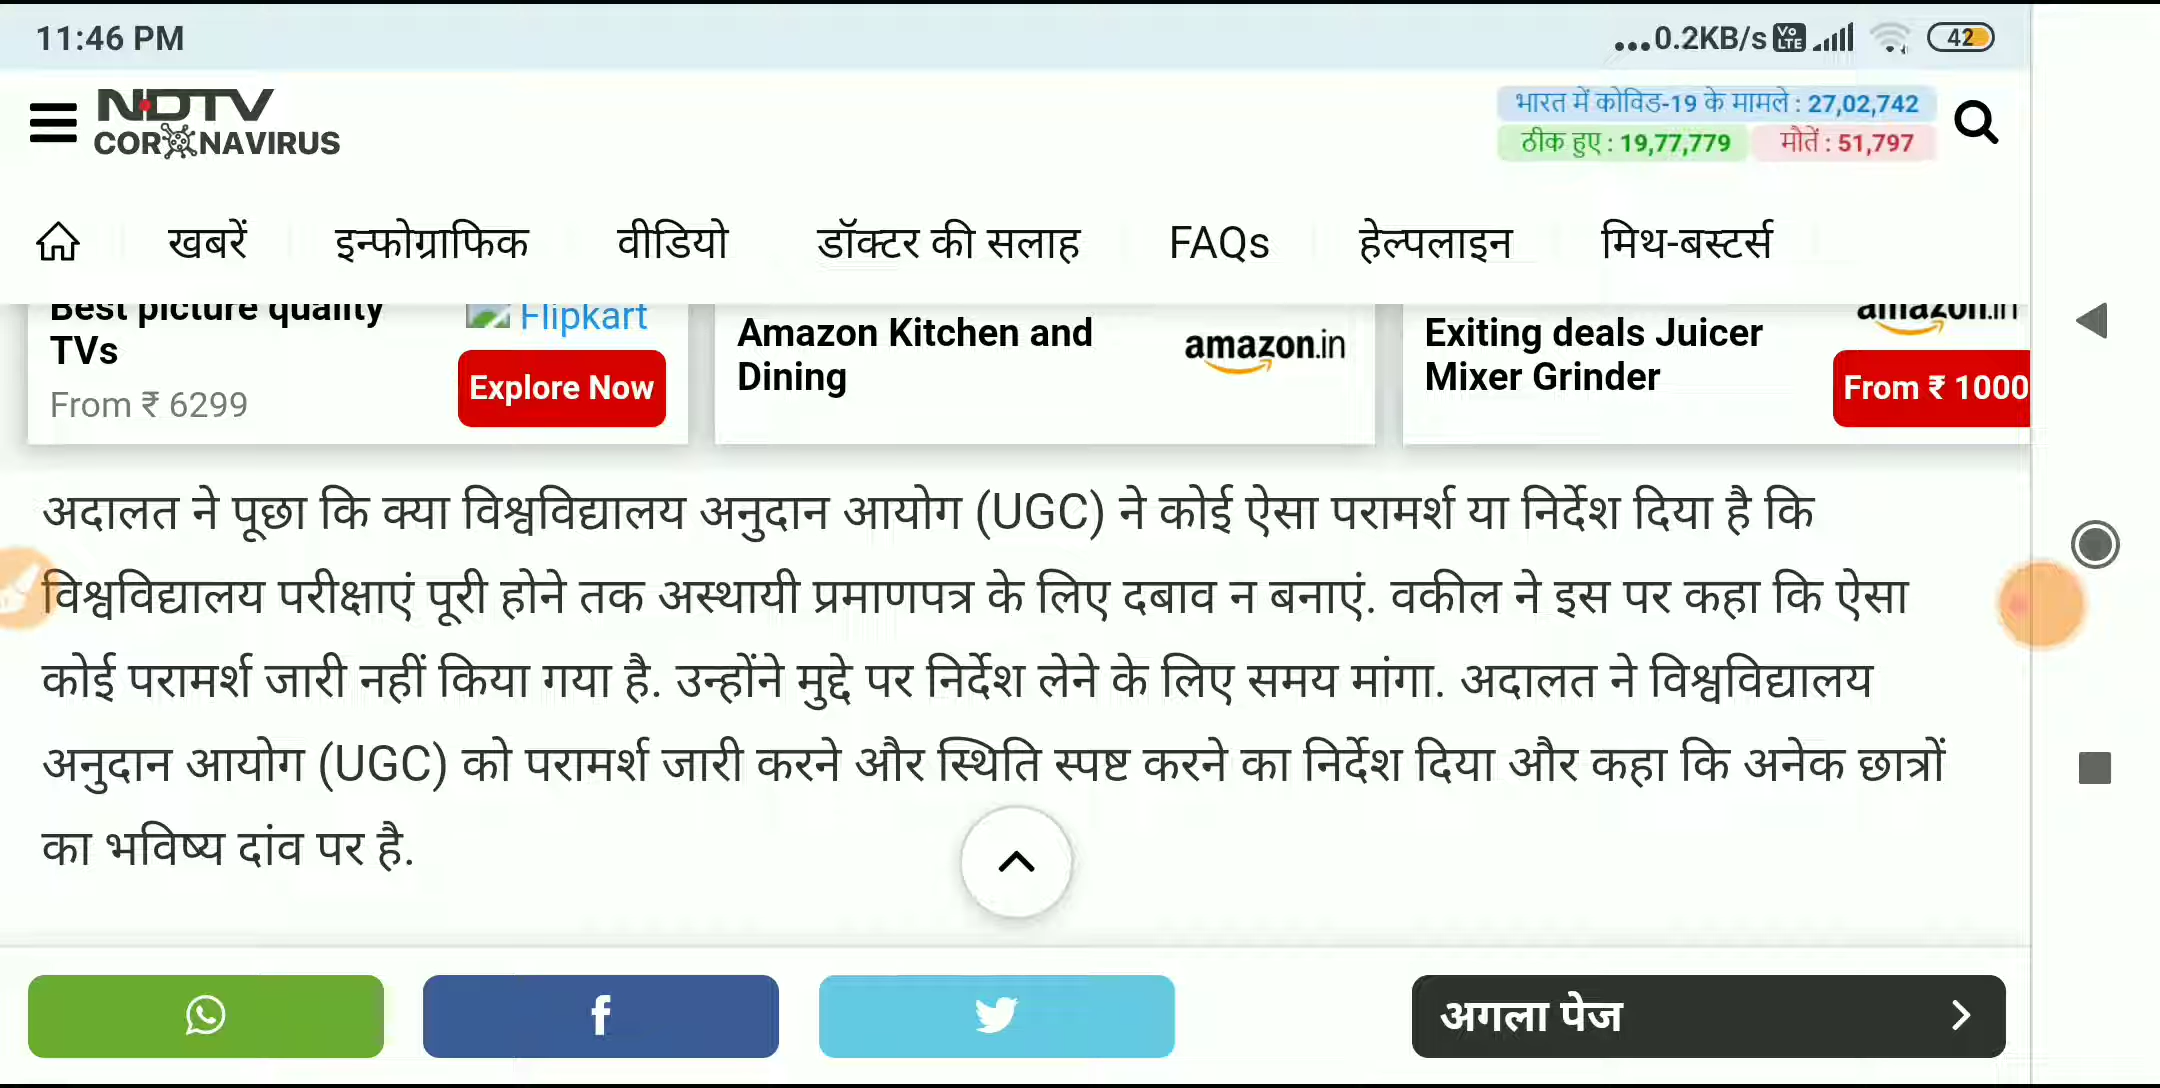 11:46 PM
...0.2KB/s Vo LTE 42
NDTV
CORONAVIRUS
भारत में कोविड-19 के मामले : 27,02,742
ठीक हुए : 19,77,779 मौतें : 51,797
खबरें इन्फोग्राफिक वीडियो डॉक्टर की सलाह FAQs हेल्पलाइन मिथ-बस्टर्स
Best picture quality
TVs
From ₹ 6299
Flipkart
Explore Now
Amazon Kitchen and
Dining
amazon.in
Exiting deals Juicer
Mixer Grinder
amazon.in
From ₹ 1000
अदालत ने पूछा कि क्या विश्वविद्यालय अनुदान आयोग (UGC) ने कोई ऐसा परामर्श या निर्देश दिया है कि
विश्वविद्यालय परीक्षाएं पूरी होने तक अस्थायी प्रमाणपत्र के लिए दबाव न बनाएं. वकील ने इस पर कहा कि ऐसा
कोई परामर्श जारी नहीं किया गया है. उन्होंने मुद्दे पर निर्देश लेने के लिए समय मांगा. अदालत ने विश्वविद्यालय
अनुदान आयोग (UGC) को परामर्श जारी करने और स्थिति स्पष्ट करने का निर्देश दिया और कहा कि अनेक छात्रों
का भविष्य दांव पर है.
अगला पेज